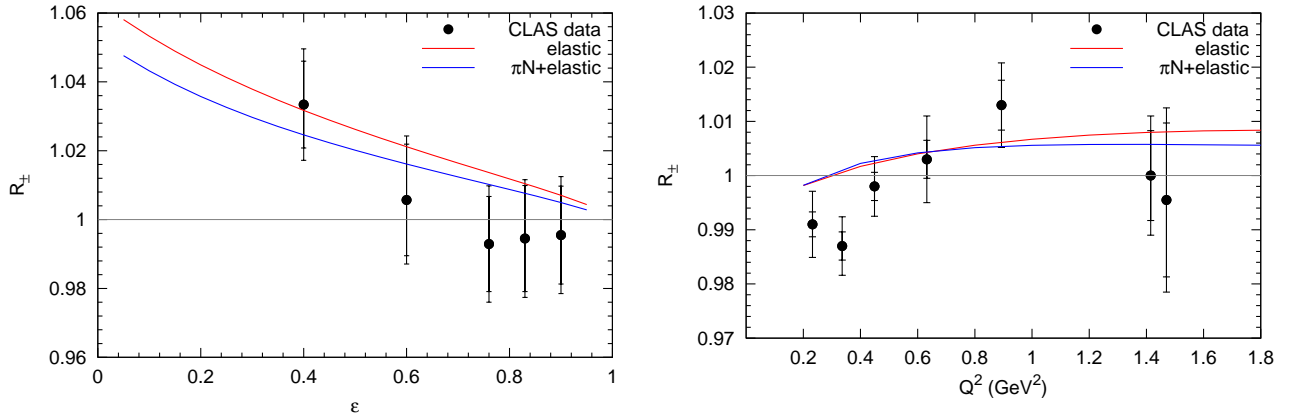 1.06
1.04
1.02
1
0.98
0.96
R±
0
0.2
0.4
0.6
0.8
1
ε
CLAS data
elastic
πN+elastic
1.03
1.02
1.01
1
0.99
0.98
0.97
R±
0.2
0.4
0.6
0.8
1
1.2
1.4
1.6
1.8
Q² (GeV²)
CLAS data
elastic
πN+elastic